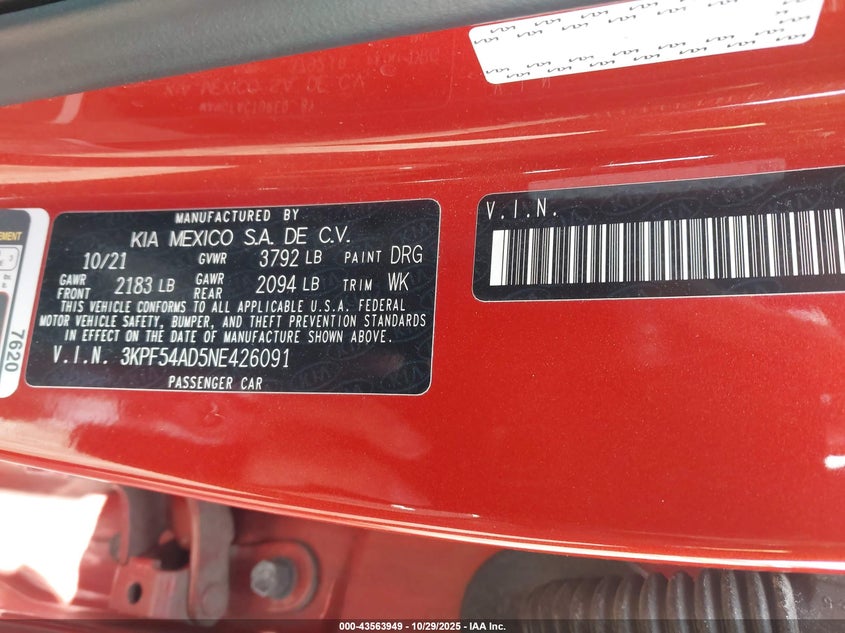 MANUFACTURED BY
KIA MEXICO S.A. DE C.V.
10/21 GVWR 3792 LB PAINT DRG
GAWR FRONT 2183 LB GAWR REAR 2094 LB TRIM WK
THIS VEHICLE CONFORMS TO ALL APPLICABLE U.S.A. FEDERAL
MOTOR VEHICLE SAFETY, BUMPER, AND THEFT PREVENTION STANDARDS
IN EFFECT ON THE DATE OF MANUFACTURE SHOWN ABOVE.
V.I.N. 3KPF54AD5NE426091
PASSENGER CAR
V.I.N.
7620
000-43563949 - 10/29/2025 - IAA Inc.